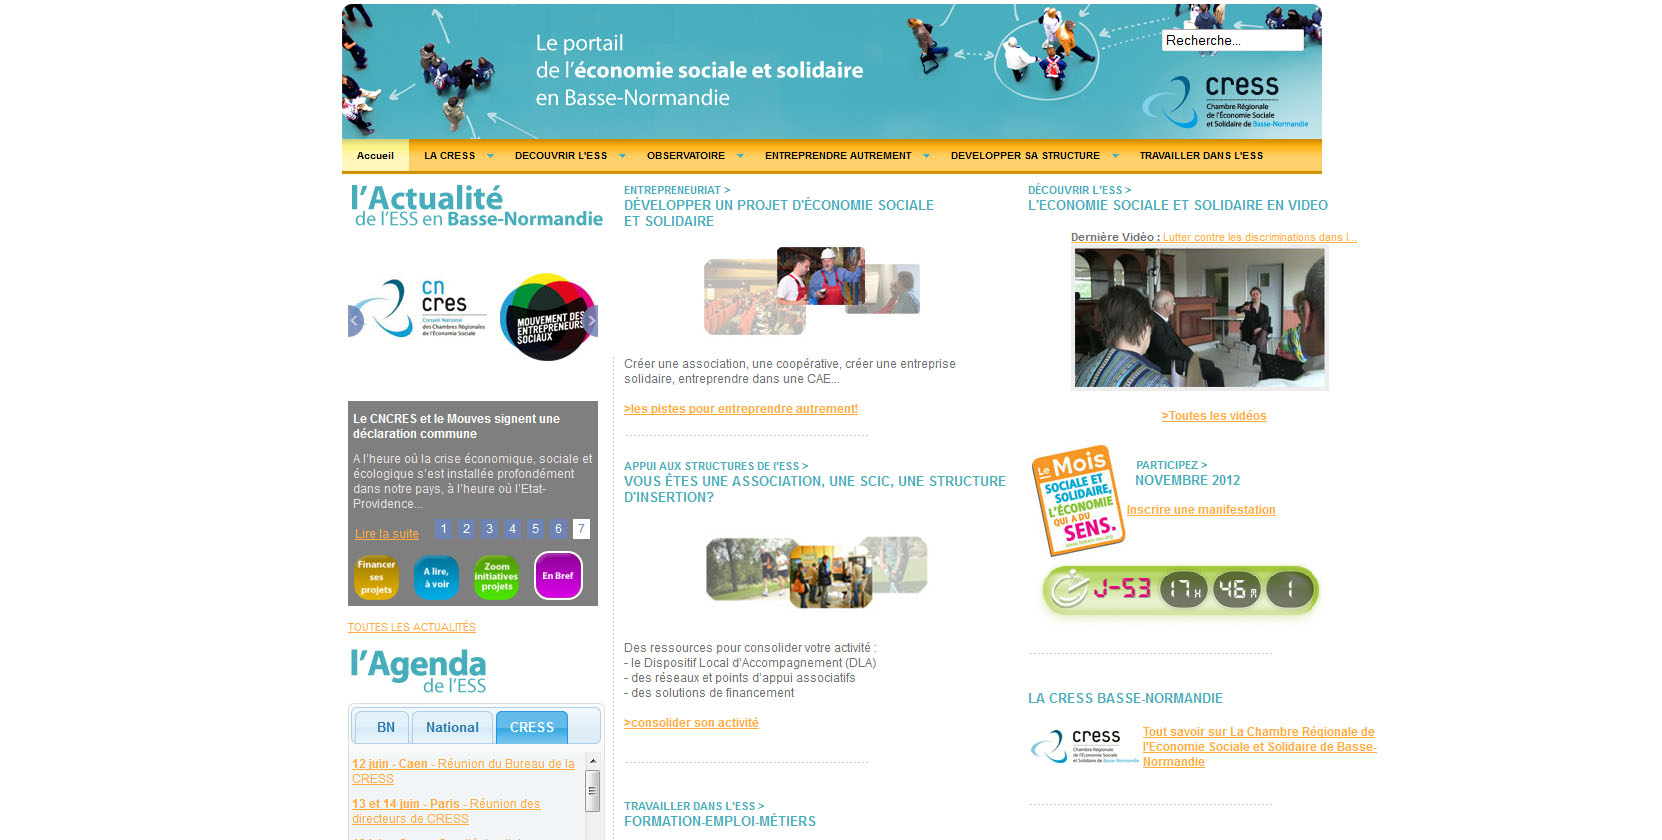 Le portail
de l'économie sociale et solidaire
en Basse-Normandie
Recherche...
cress
Chambre Régionale
de l'Économie Sociale
et Solidaire de Basse-Normandie
Accueil
LA CRESS
DECOUVRIR L'ESS
OBSERVATOIRE
ENTREPRENDRE AUTREMENT
DEVELOPPER SA STRUCTURE
TRAVAILLER DANS L'ESS
l'Actualité
de l'ESS en Basse-Normandie
cn
cres
Conseil National
des Chambres Régionales
de l'Économie Sociale
MOUVEMENT DES
ENTREPRENEURS
SOCIAUX
Le CNCRES et le Mouves signent une
déclaration commune
A l'heure où la crise économique, sociale et
écologique s'est installée profondément
dans notre pays, à l'heure où l'Etat-
Providence...
Lire la suite
1 2 3 4 5 6 7
Financer
ses
projets
A lire,
à voir
Zoom
initiatives
projets
En Bref
TOUTES LES ACTUALITÉS
l'Agenda
de l'ESS
BN
National
CRESS
12 juin - Caen - Réunion du Bureau de la
CRESS
13 et 14 juin - Paris - Réunion des
directeurs de CRESS
ENTREPRENEURIAT >
DÉVELOPPER UN PROJET D'ÉCONOMIE SOCIALE
ET SOLIDAIRE
Créer une association, une coopérative, créer une entreprise
solidaire, entreprendre dans une CAE...
>les pistes pour entreprendre autrement!
APPUI AUX STRUCTURES DE l'ESS >
VOUS ÊTES UNE ASSOCIATION, UNE SCIC, UNE STRUCTURE
D'INSERTION?
Des ressources pour consolider votre activité :
- le Dispositif Local d'Accompagnement (DLA)
- des réseaux et points d'appui associatifs
- des solutions de financement
>consolider son activité
TRAVAILLER DANS L'ESS >
FORMATION-EMPLOI-MÉTIERS
DÉCOUVRIR L'ESS >
L'ECONOMIE SOCIALE ET SOLIDAIRE EN VIDEO
Dernière Vidéo : Lutter contre les discriminations dans l...
>Toutes les vidéos
Le Mois
SOCIALE ET
SOLIDAIRE,
L'ÉCONOMIE
QUI A DU
SENS.
www.lemois-ess.org
PARTICIPEZ >
NOVEMBRE 2012
Inscrire une manifestation
J-53 17 H 46 M 1
LA CRESS BASSE-NORMANDIE
cress
Chambre Régionale
de l'Économie Sociale
et Solidaire de Basse-Normandie
Tout savoir sur La Chambre Régionale de
l'Economie Sociale et Solidaire de Basse-
Normandie